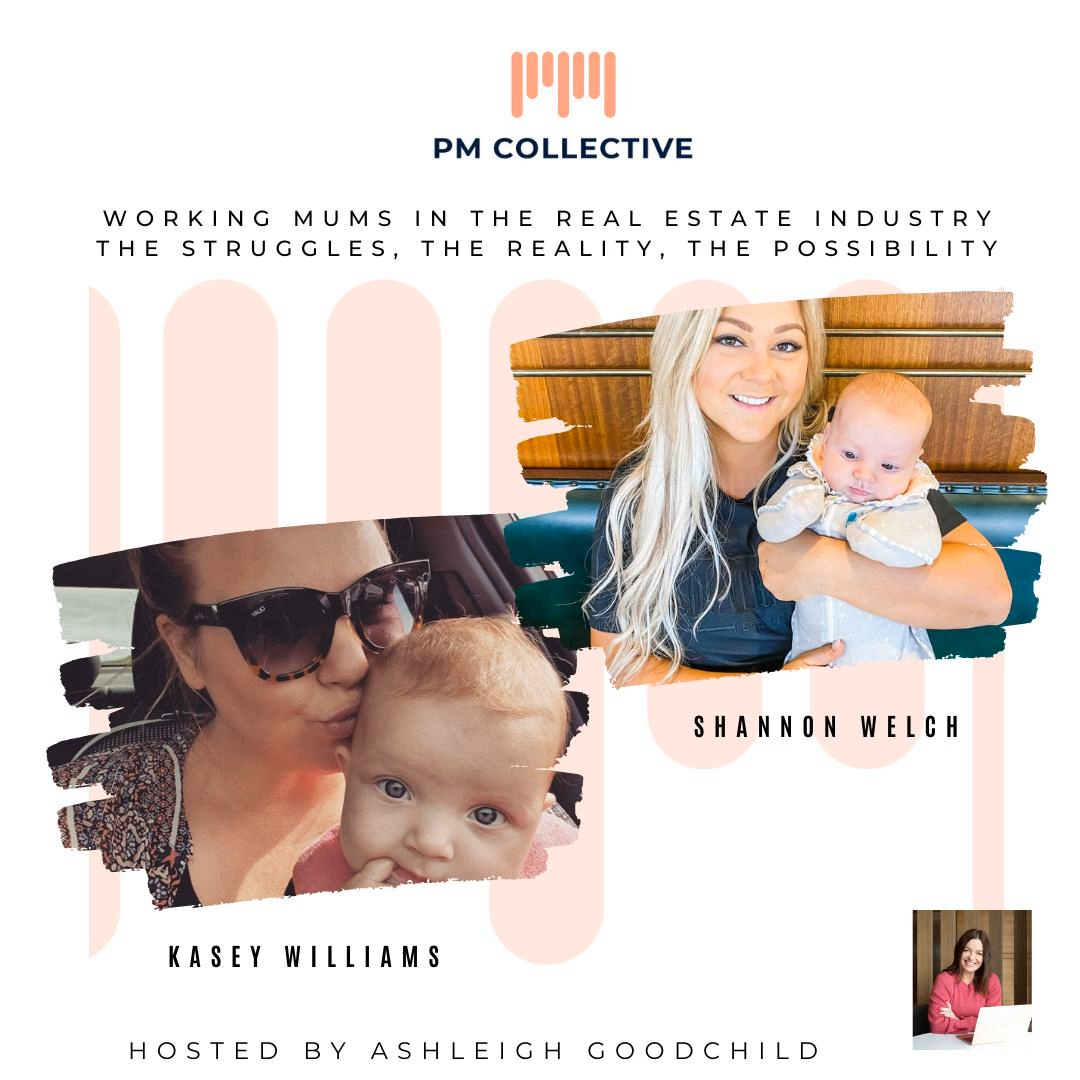 PM COLLECTIVE
WORKING MUMS IN THE REAL ESTATE INDUSTRY
THE STRUGGLES, THE REALITY, THE POSSIBILITY
SHANNON WELCH
KASEY WILLIAMS
HOSTED BY ASHLEIGH GOODCHILD